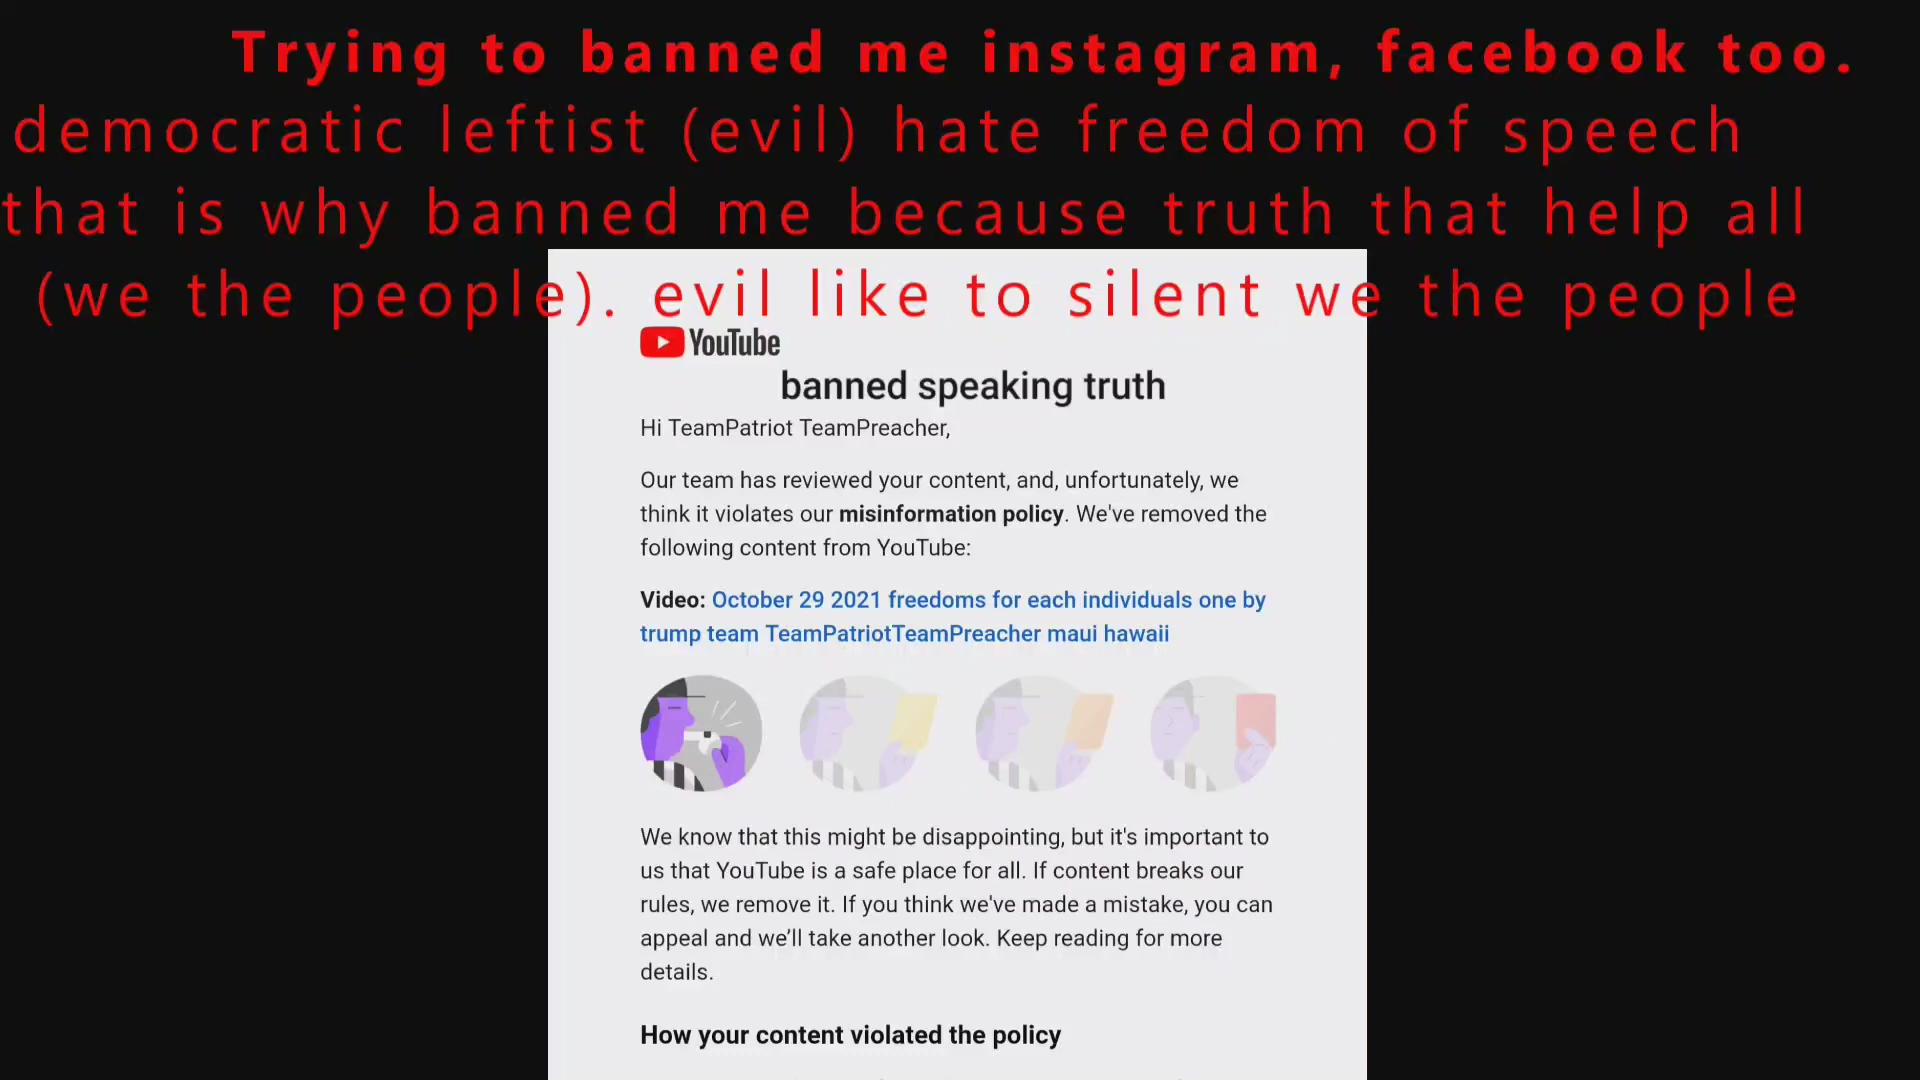 Trying to banned me instagram, facebook too.
democratic leftist (evil) hate freedom of speech
that is why banned me because truth that help all
(we the people). evil like to silent we the people
YouTube
banned speaking truth
Hi TeamPatriot TeamPreacher,
Our team has reviewed your content, and, unfortunately, we
think it violates our misinformation policy. We've removed the
following content from YouTube:
Video: October 29 2021 freedoms for each individuals one by
trump team TeamPatriotTeamPreacher maui hawaii
We know that this might be disappointing, but it's important to
us that YouTube is a safe place for all. If content breaks our
rules, we remove it. If you think we've made a mistake, you can
appeal and we’ll take another look. Keep reading for more
details.
How your content violated the policy